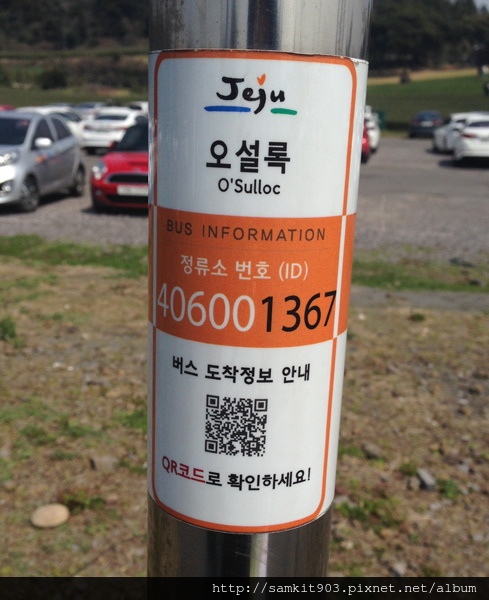 Jeju
오설록
O'Sulloc
BUS INFORMATION
정류소 번호 (ID)
406001367
버스 도착정보 안내
QR코드로 확인하세요!
http://samkit903.pixnet.net/album